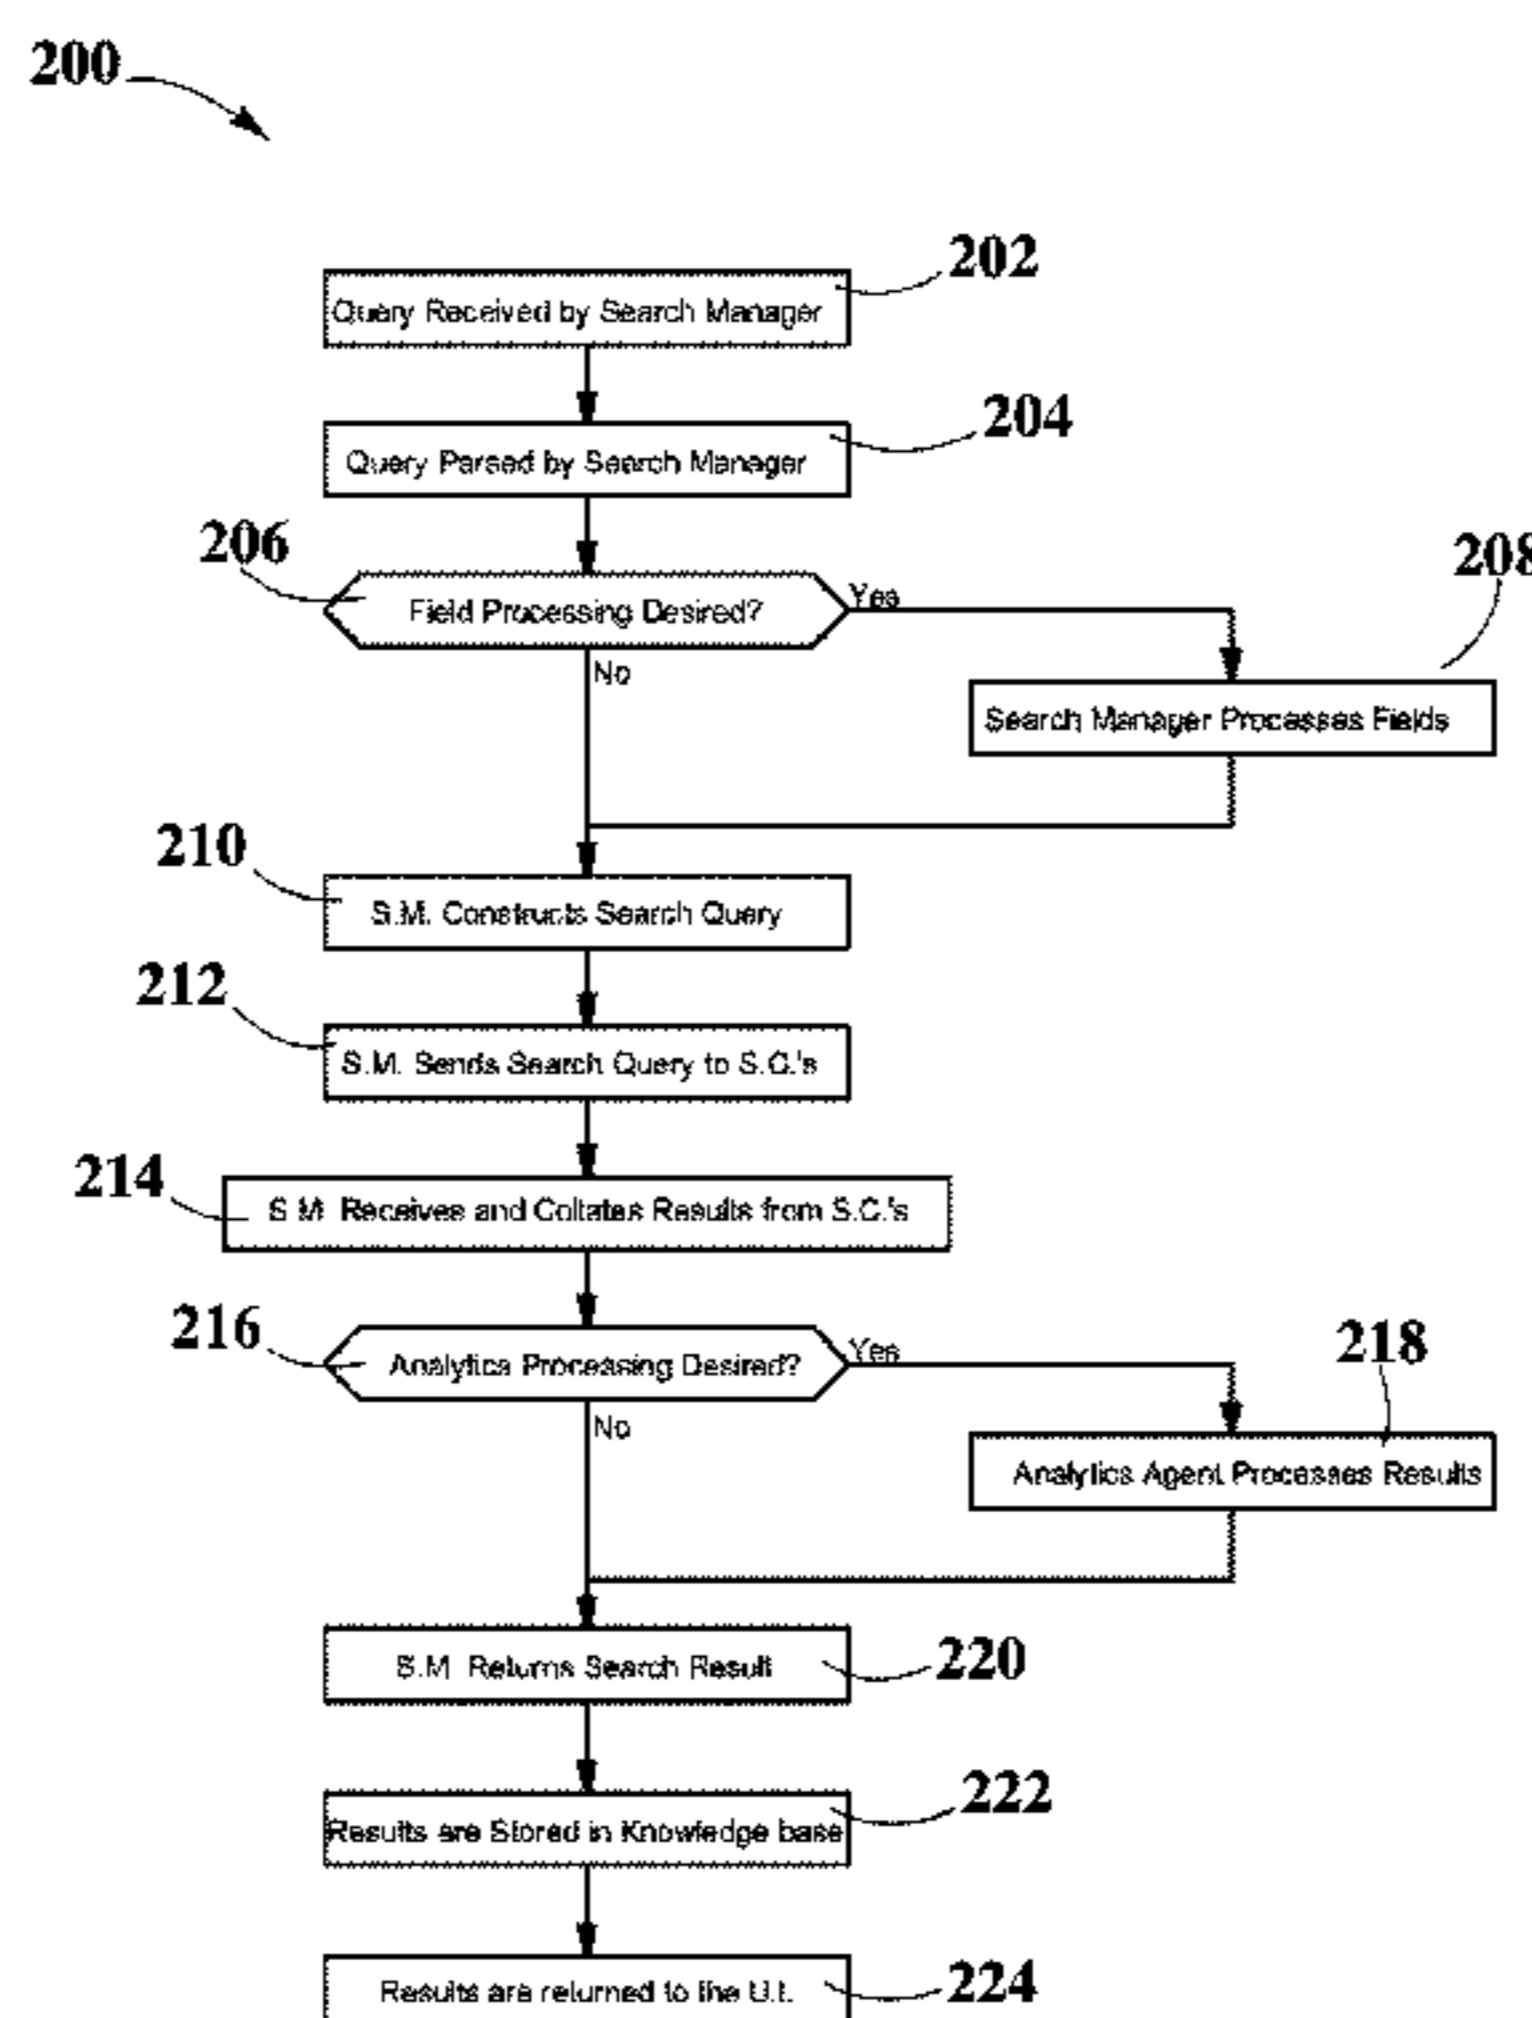 200
202
Query Received by Search Manager
204
Query Parsed by Search Manager
206
Field Processing Desired?
Yes
208
No
Search Manager Processes Fields
210
S.M. Constructs Search Query
212
S.M. Sends Search Query to S.C.'s
214
S.M. Receives and Collates Results from S.C.'s
216
Analytics Processing Desired?
Yes
218
No
Analytics Agent Processes Results
S.M. Returns Search Result
220
222
Results are Stored in Knowledge base
224
Results are returned to the U.I.